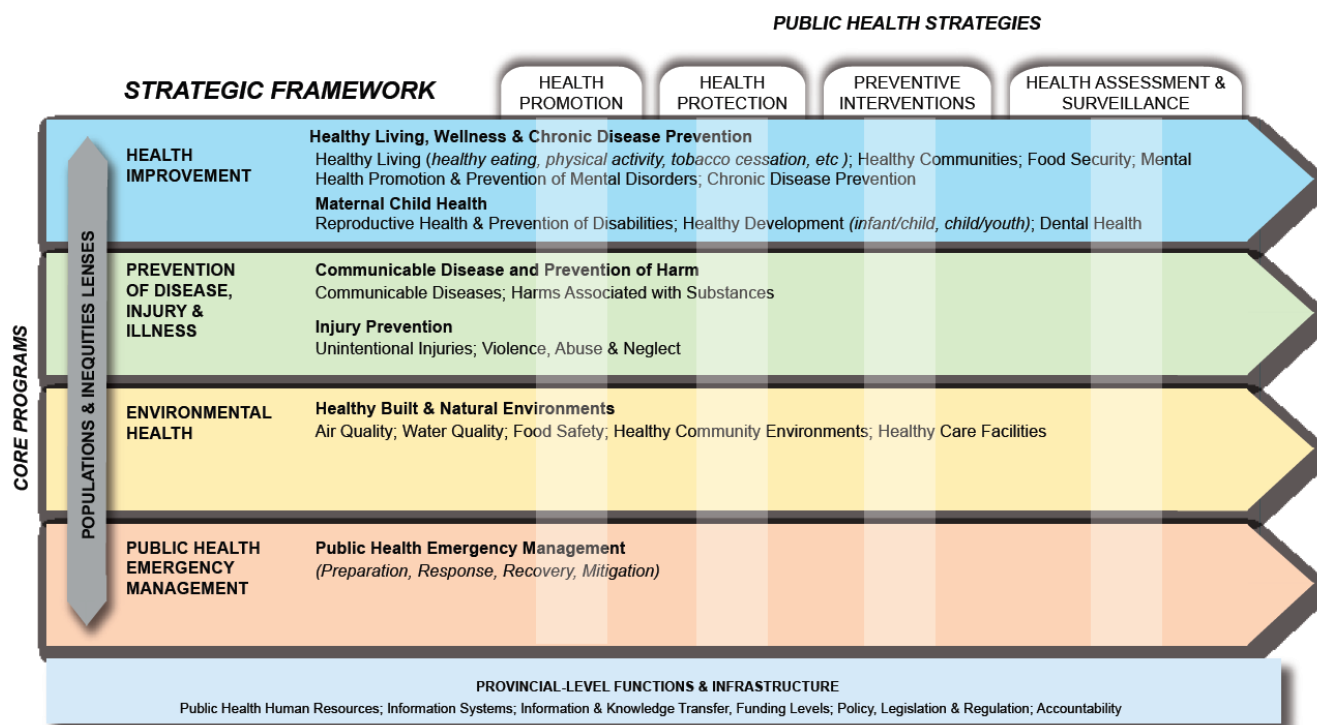 PUBLIC HEALTH STRATEGIES
STRATEGIC FRAMEWORK
HEALTH
PROMOTION
HEALTH
PROTECTION
PREVENTIVE
INTERVENTIONS
HEALTH ASSESSMENT &
SURVEILLANCE
CORE PROGRAMS
POPULATIONS & INEQUITIES LENSES
HEALTH
IMPROVEMENT
Healthy Living, Wellness & Chronic Disease Prevention
Healthy Living (healthy eating, physical activity, tobacco cessation, etc ); Healthy Communities; Food Security; Mental
Health Promotion & Prevention of Mental Disorders; Chronic Disease Prevention
Maternal Child Health
Reproductive Health & Prevention of Disabilities; Healthy Development (infant/child, child/youth); Dental Health
PREVENTION
OF DISEASE,
INJURY &
ILLNESS
Communicable Disease and Prevention of Harm
Communicable Diseases; Harms Associated with Substances
Injury Prevention
Unintentional Injuries; Violence, Abuse & Neglect
ENVIRONMENTAL
HEALTH
Healthy Built & Natural Environments
Air Quality; Water Quality; Food Safety; Healthy Community Environments; Healthy Care Facilities
PUBLIC HEALTH
EMERGENCY
MANAGEMENT
Public Health Emergency Management
(Preparation, Response, Recovery, Mitigation)
PROVINCIAL-LEVEL FUNCTIONS & INFRASTRUCTURE
Public Health Human Resources; Information Systems; Information & Knowledge Transfer, Funding Levels; Policy, Legislation & Regulation; Accountability